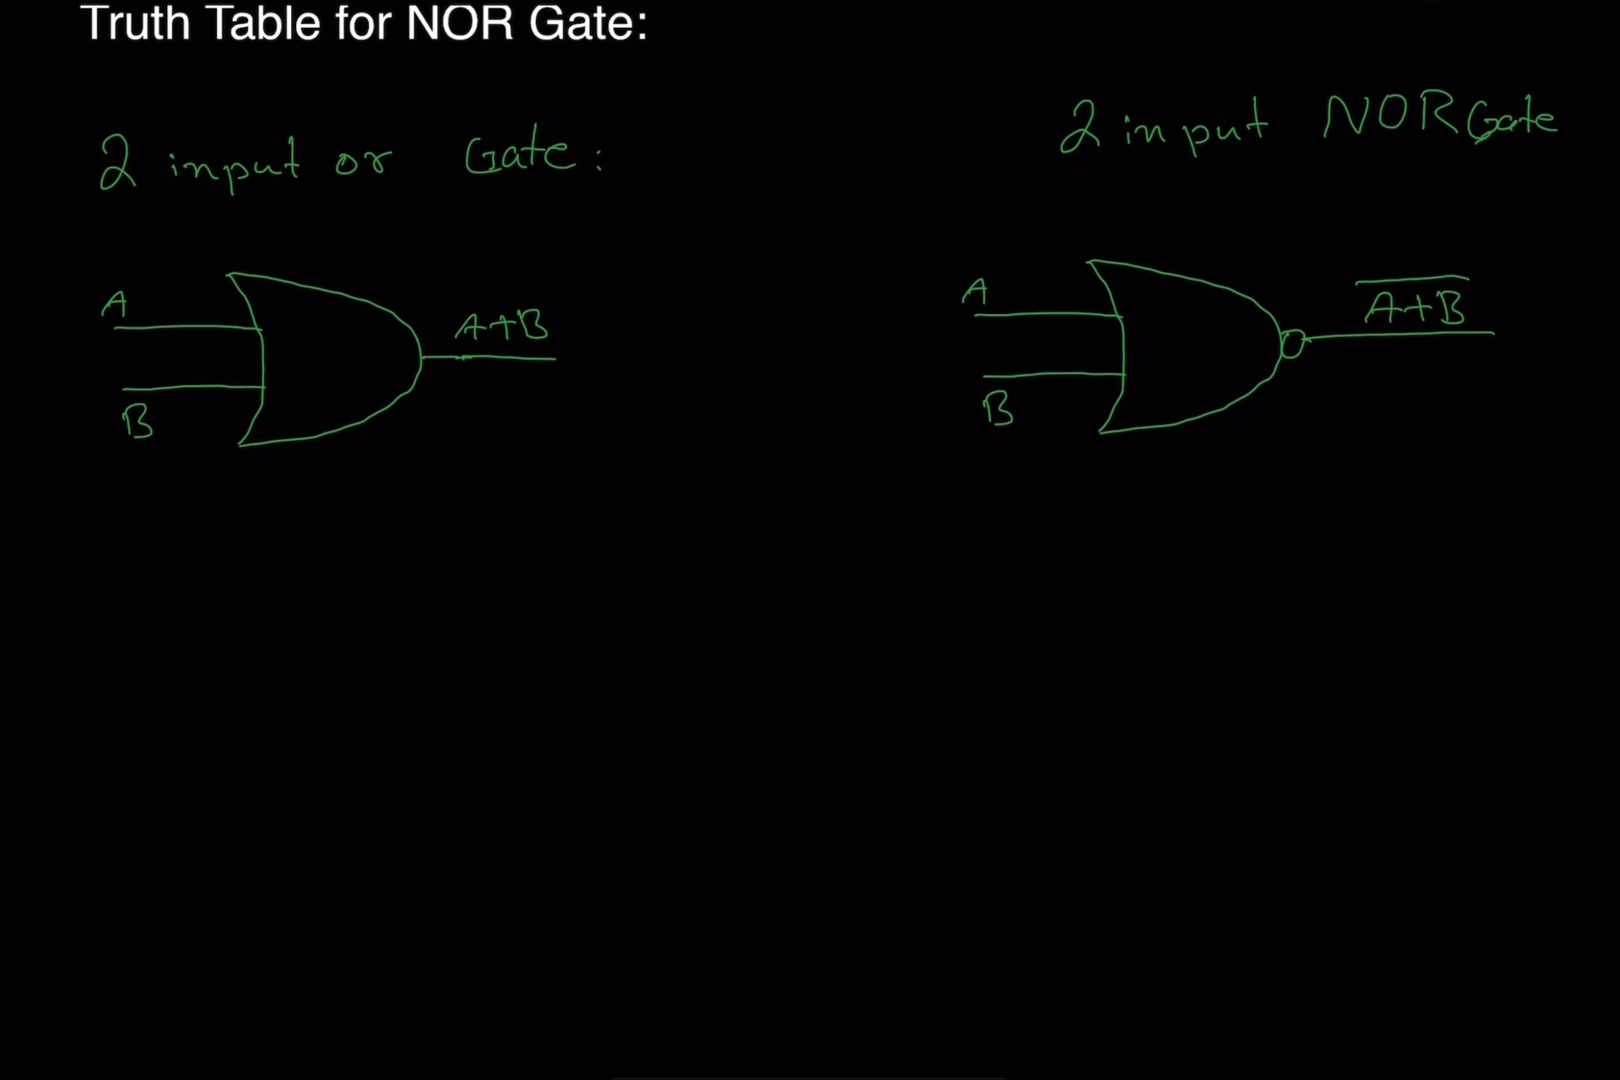 Truth Table for NOR Gate:
2 input or Gate:
2 input NOR Gate
A
A+B
B
A
A̅+̅B̅
B